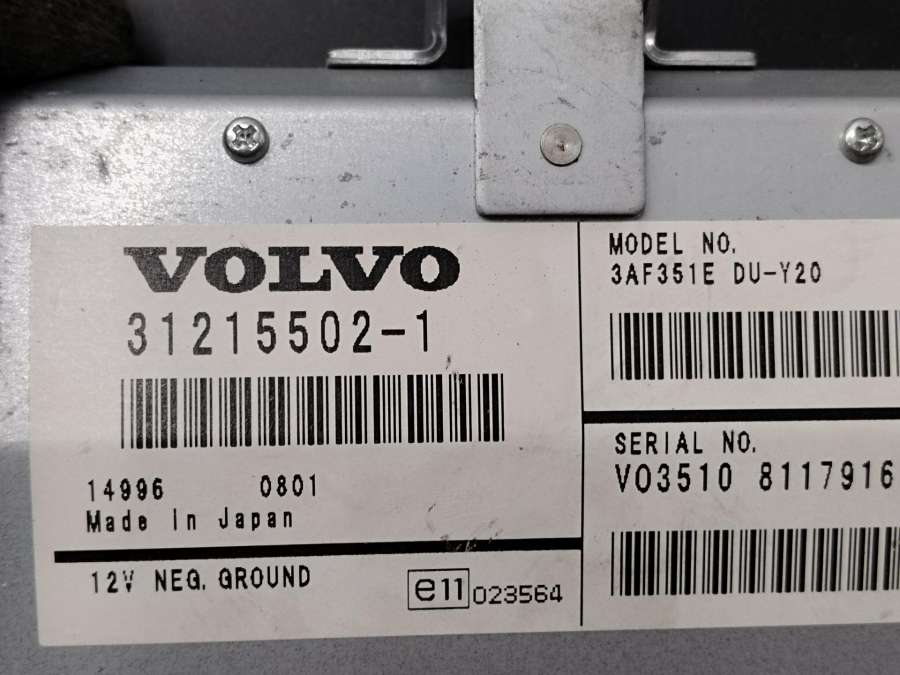 VOLVO
31215502-1
14996 0801
Made in Japan
12V NEG. GROUND
e11 023564
MODEL NO.
3AF351E DU-Y20
SERIAL NO.
VO3510 8117916